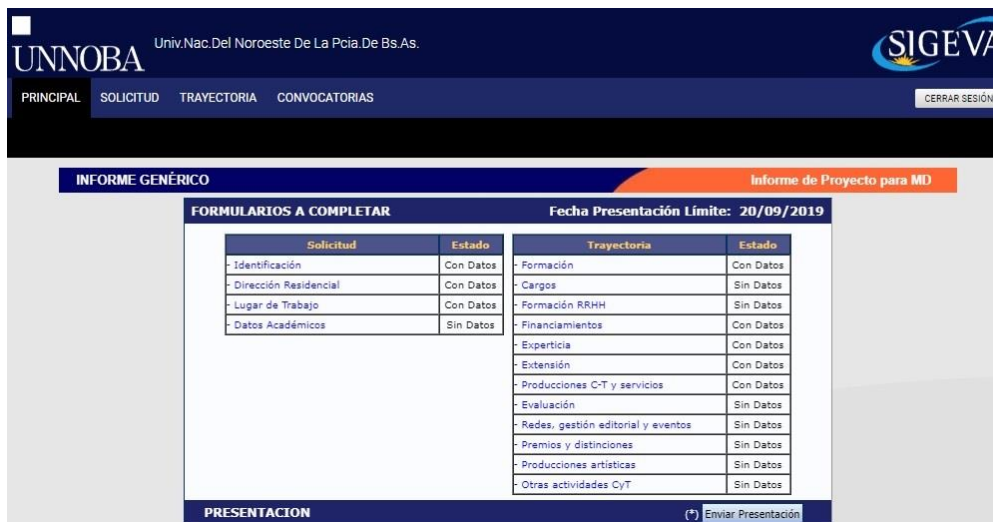 UNNOBA
Univ.Nac.Del Noroeste De La Pcia.De Bs.As.
SIGEVA
PRINCIPAL SOLICITUD TRAYECTORIA CONVOCATORIAS
CERRAR SESIÓN
INFORME GENÉRICO Informe de Proyecto para MD
FORMULARIOS A COMPLETAR Fecha Presentación Límite: 20/09/2019
Solicitud Estado Trayectoria Estado
- Identificación Con Datos - Formación Con Datos
- Dirección Residencial Con Datos - Cargos Sin Datos
- Lugar de Trabajo Con Datos - Formación RRHH Sin Datos
- Datos Académicos Sin Datos - Financiamientos Con Datos
- Experticia Con Datos
- Extensión Con Datos
- Producciones C-T y servicios Con Datos
- Evaluación Sin Datos
- Redes, gestión editorial y eventos Sin Datos
- Premios y distinciones Sin Datos
- Producciones artísticas Sin Datos
- Otras actividades CyT Sin Datos
PRESENTACION (*) Enviar Presentación